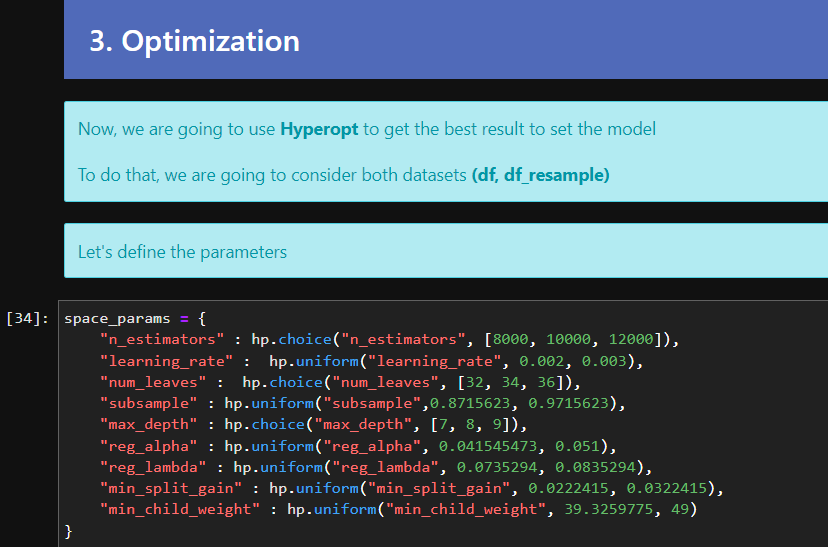 3. Optimization
Now, we are going to use Hyperopt to get the best result to set the model
To do that, we are going to consider both datasets (df, df_resample)
Let's define the parameters
[34]: space_params = {
"n_estimators" : hp.choice("n_estimators", [8000, 10000, 12000]),
"learning_rate" :  hp.uniform("learning_rate", 0.002, 0.003),
"num_leaves" :  hp.choice("num_leaves", [32, 34, 36]),
"subsample" : hp.uniform("subsample",0.8715623, 0.9715623),
"max_depth" : hp.choice("max_depth", [7, 8, 9]),
"reg_alpha" : hp.uniform("reg_alpha", 0.041545473, 0.051),
"reg_lambda" : hp.uniform("reg_lambda", 0.0735294, 0.0835294),
"min_split_gain" : hp.uniform("min_split_gain", 0.0222415, 0.0322415),
"min_child_weight" : hp.uniform("min_child_weight", 39.3259775, 49)
}